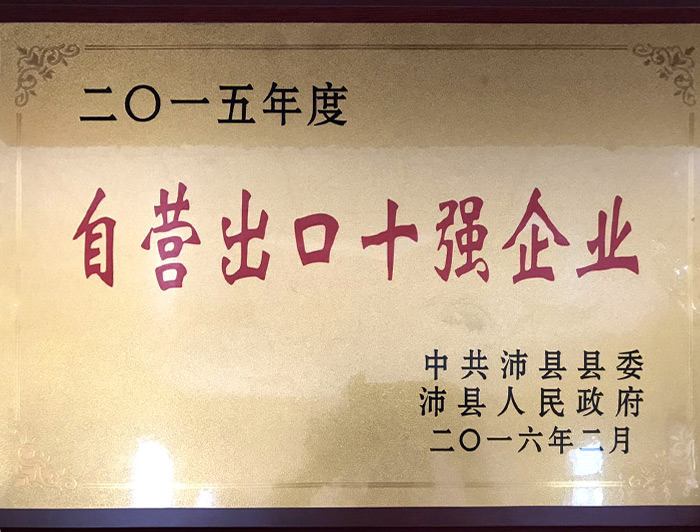 二〇一五年度
自营出口十强企业
中共沛县县委
沛县人民政府
二〇一六年二月